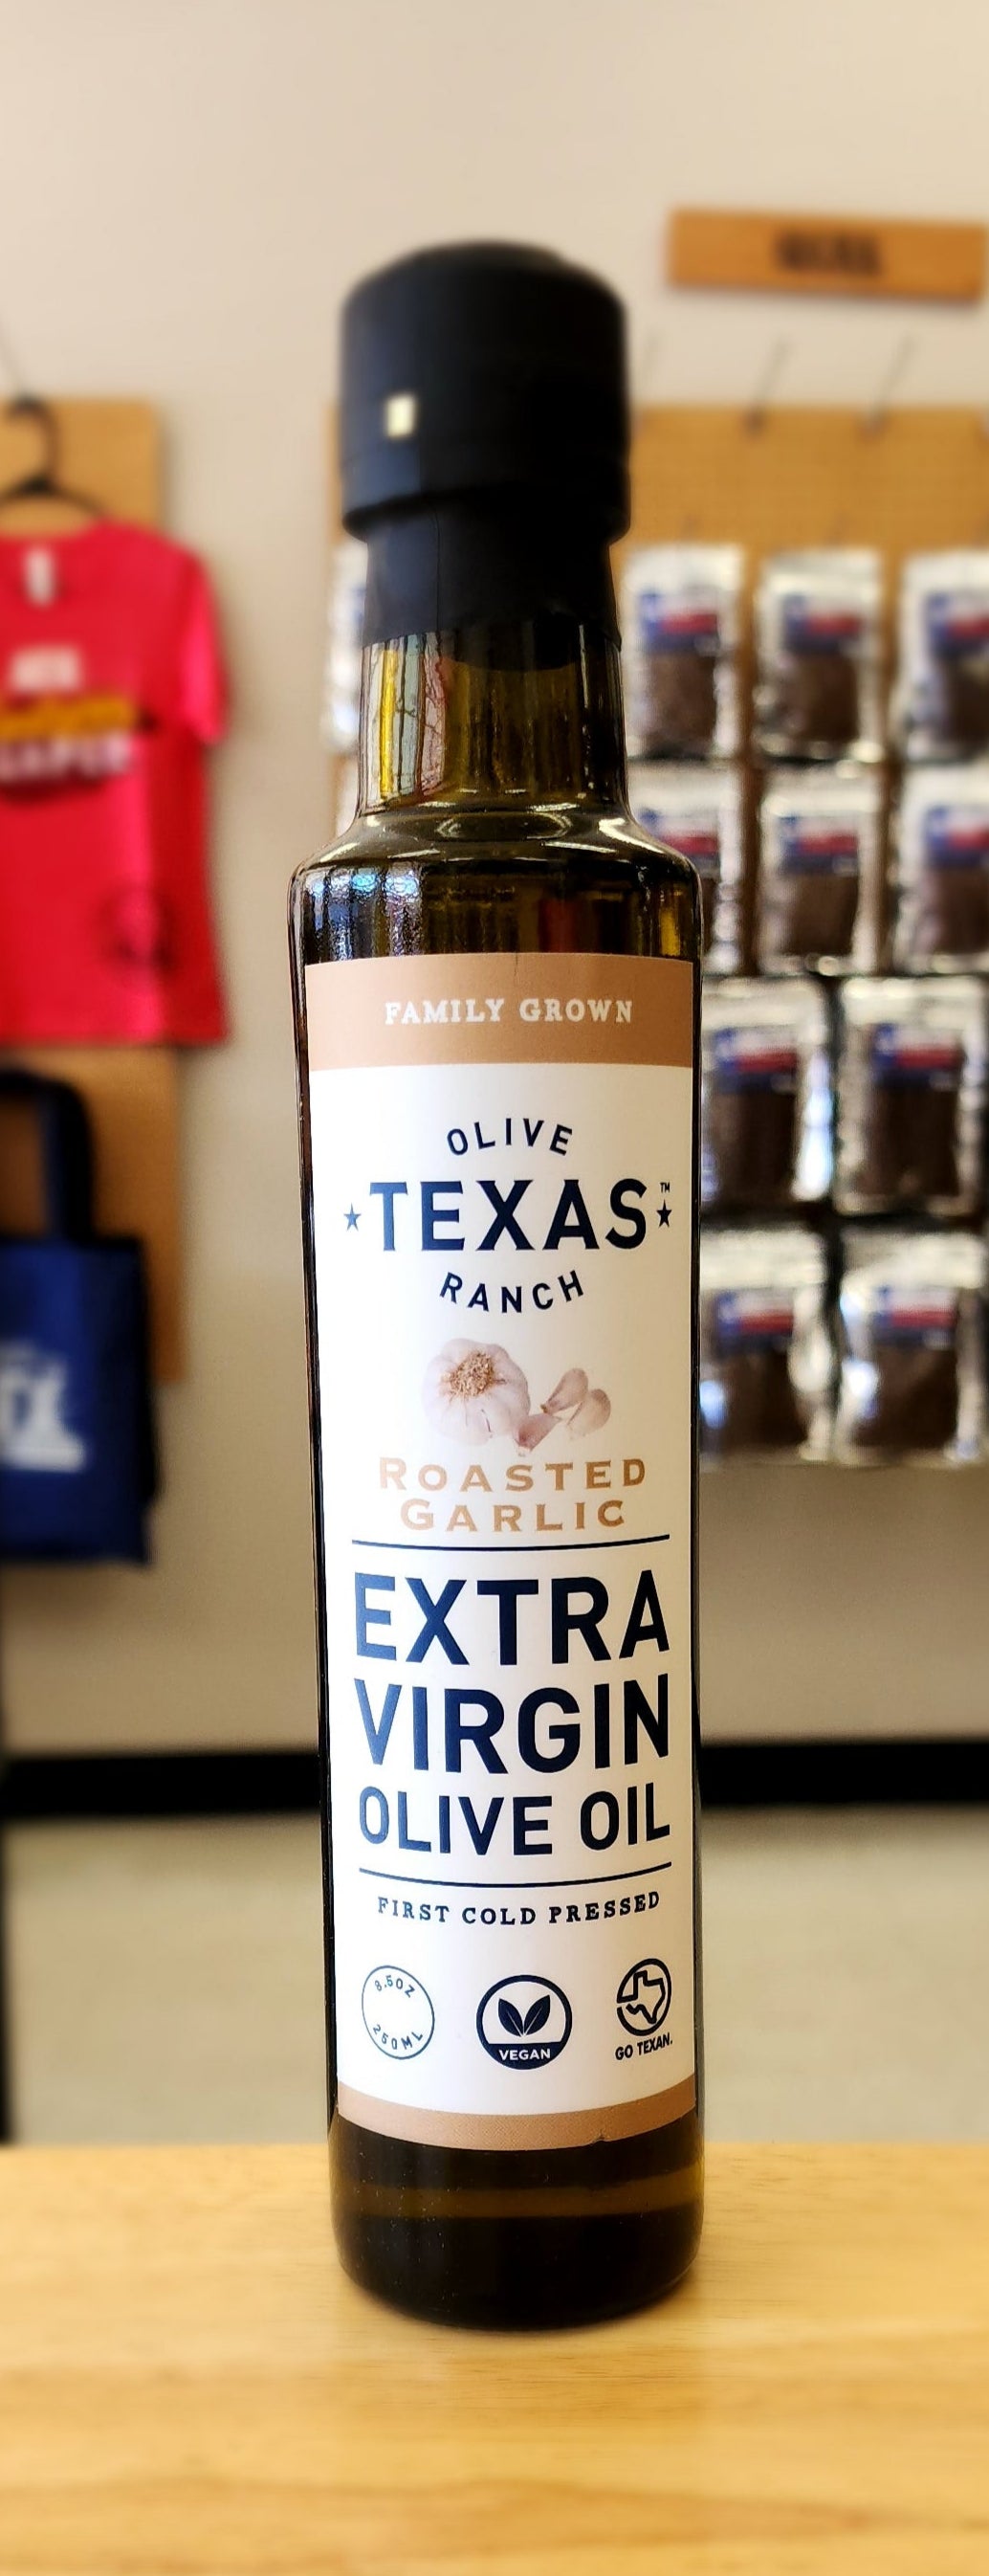 FAMILY GROWN
OLIVE
TEXAS™
RANCH
ROASTED
GARLIC
EXTRA
VIRGIN
OLIVE OIL
FIRST COLD PRESSED
8.5OZ
250ML
VEGAN
GO TEXAN.